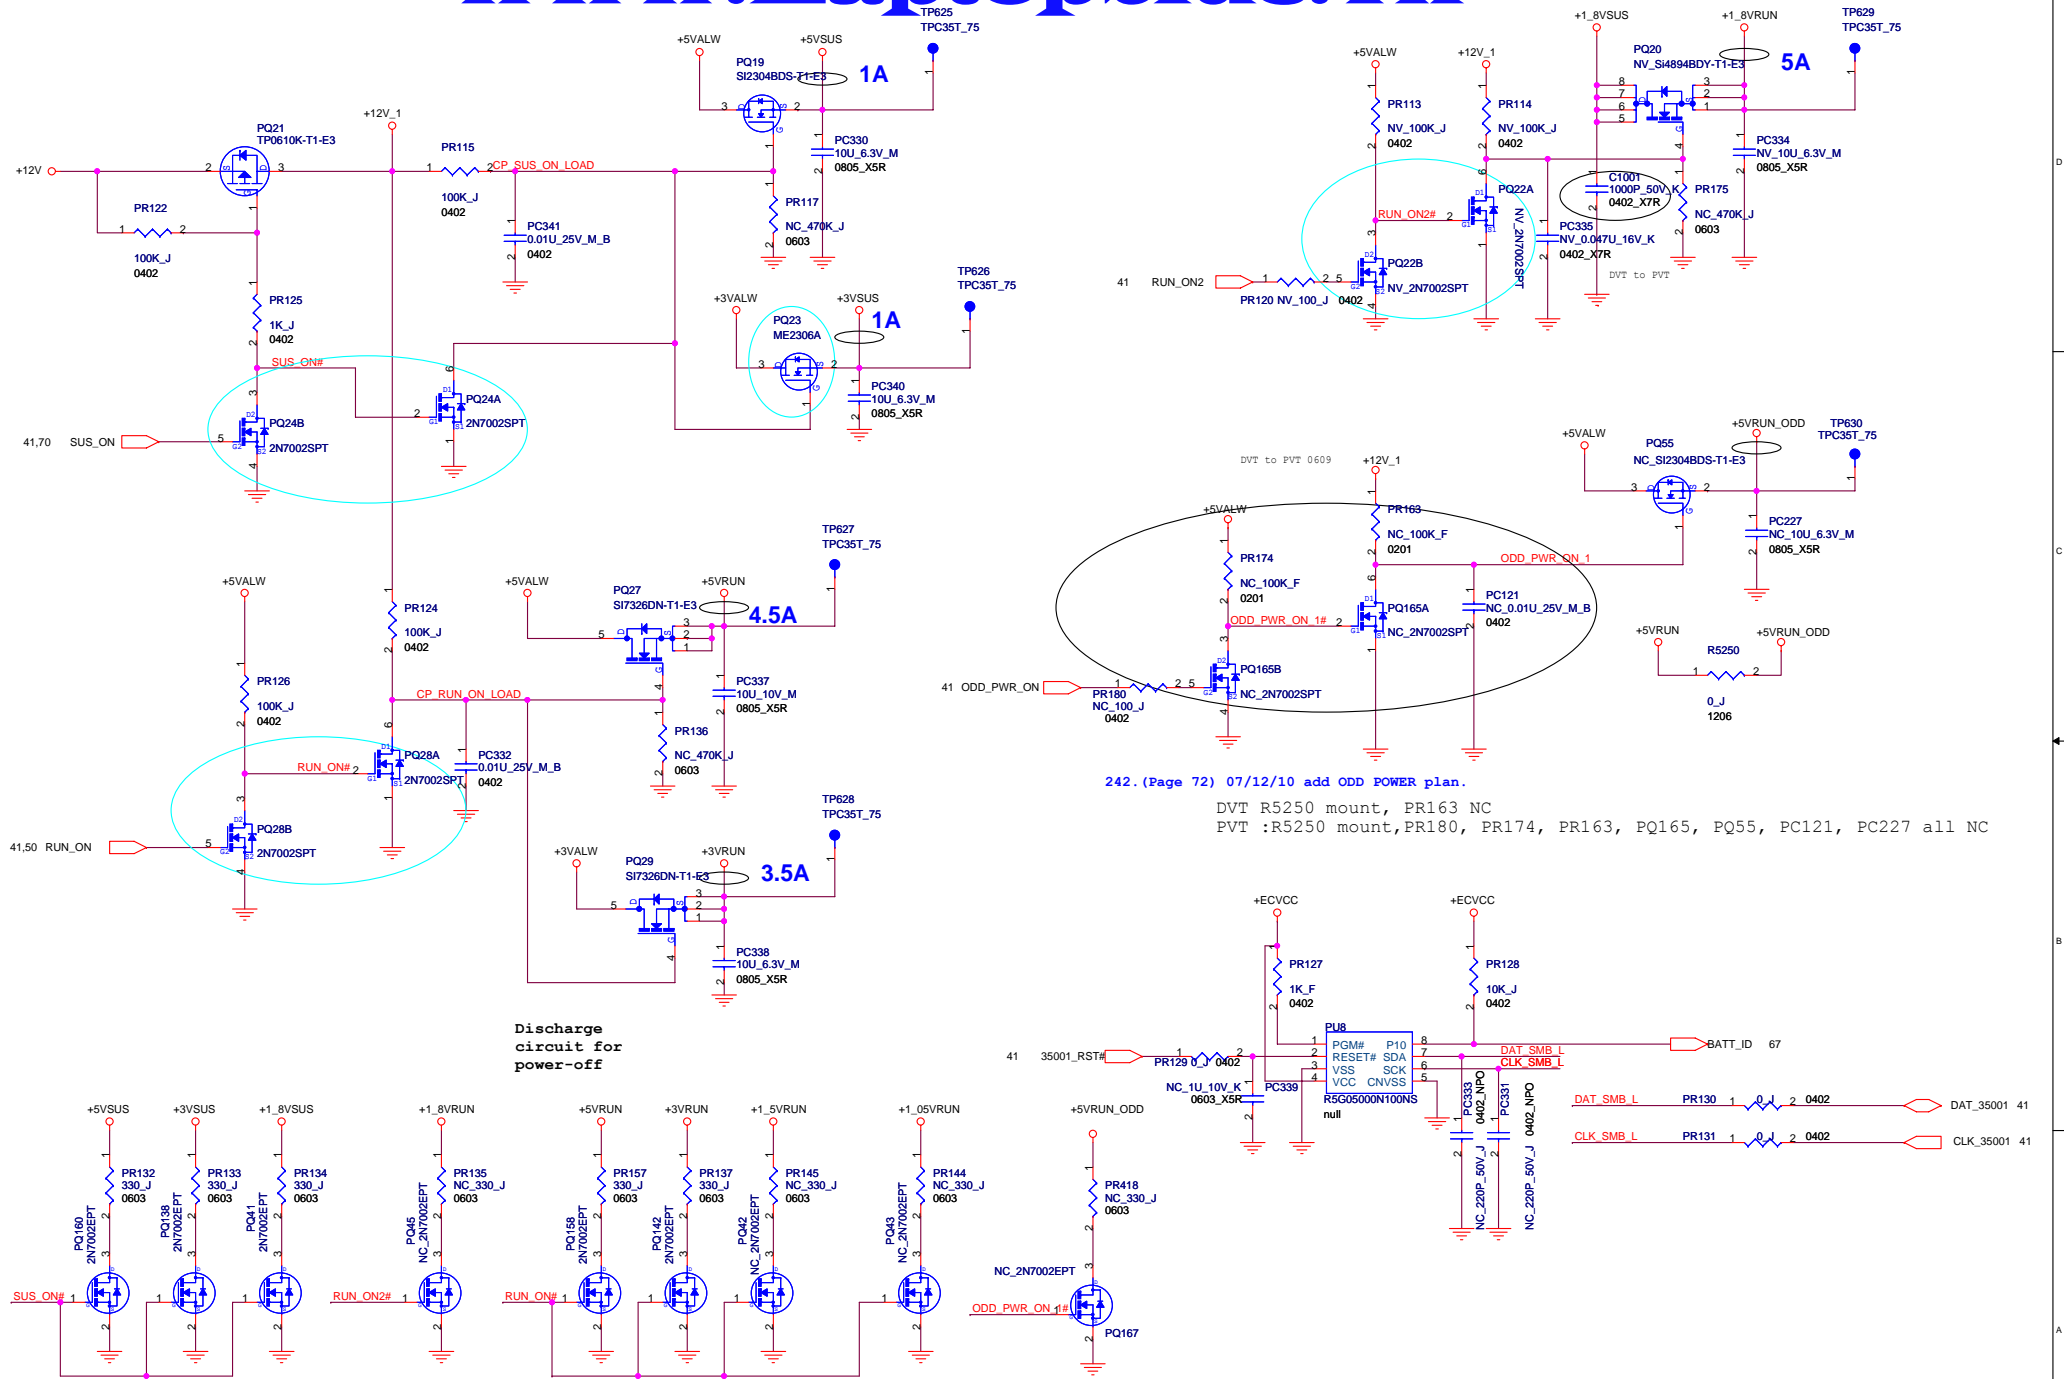 TP625
TPC35T_75
+5VALW
+5VSUS
PQ19
SI2304BDS-T1-E3
1A
3
2
1
PC330
10U_6.3V_M
0805_X5R
+12V_1
PQ21
TP0610K-T1-E3
+12V
PR115
100K_J
0402
CP_SUS_ON_LOAD
PR122
100K_J
0402
PC341
0.01U_25V_M_B
0402
PR117
NC_470K_J
0603
PR125
1K_J
0402
SUS_ON#
PQ24B
2N7002SPT
PQ24A
2N7002SPT
41,70 SUS_ON
TP626
TPC35T_75
+3VALW
+3VSUS
PQ23
ME2306A
1A
PC340
10U_6.3V_M
0805_X5R
TP627
TPC35T_75
+5VALW
+5VALW
+5VRUN
PQ27
SI7326DN-T1-E3
4.5A
PR124
100K_J
0402
PR126
100K_J
0402
CP_RUN_ON_LOAD
PC337
10U_10V_M
0805_X5R
PR136
NC_470K_J
0603
RUN_ON#
PQ28A
2N7002SPT
PC332
0.01U_25V_M_B
0402
PQ28B
2N7002SPT
41,50 RUN_ON
TP628
TPC35T_75
+3VALW
+3VRUN
PQ29
SI7326DN-T1-E3
3.5A
PC338
10U_6.3V_M
0805_X5R
+5VALW
+12V_1
PR113
NV_100K_J
0402
PR114
NV_100K_J
0402
RUN_ON2#
PQ22A
NV_2N7002SPT
PQ22B
NV_2N7002SPT
41 RUN_ON2
PR120 NV_100_J 0402
+1_8VSUS
+1_8VRUN
TP629
TPC35T_75
PQ20
NV_Si4894BDY-T1-E3
5A
PC334
NV_10U_6.3V_M
0805_X5R
C1001
1000P_50V_K
0402_X7R
PR175
NC_470K_J
0603
PC335
NV_0.047U_16V_K
0402_X7R
DVT to PVT
DVT to PVT 0609
+12V_1
+5VALW
PR163
NC_100K_F
0201
PR174
NC_100K_F
0201
ODD_PWR_ON_1
ODD_PWR_ON_1#
PQ165A
NC_2N7002SPT
PC121
NC_0.01U_25V_M_B
0402
PQ165B
NC_2N7002SPT
41 ODD_PWR_ON
PR180
NC_100_J
0402
+5VALW
+5VRUN_ODD
TP630
TPC35T_75
PQ55
NC_SI2304BDS-T1-E3
PC227
NC_10U_6.3V_M
0805_X5R
+5VRUN
+5VRUN_ODD
R5250
0_J
1206
242.(Page 72) 07/12/10 add ODD POWER plan.
DVT R5250 mount, PR163 NC
PVT :R5250 mount,PR180, PR174, PR163, PQ165, PQ55, PC121, PC227 all NC
+ECVCC
+ECVCC
PR127
1K_F
0402
PR128
10K_J
0402
PU8
PGM# P10
RESET# SDA
VSS SCK
VCC CNVSS
R5G05000N100NS
null
41 35001_RST#
PR129 0_J 0402
NC_1U_10V_K
0603_X5R
PC339
BATT_ID 67
DAT_SMB_L
CLK_SMB_L
PC333
NC_220P_50V_J 0402_NPO
PC331
NC_220P_50V_J 0402_NPO
DAT_SMB_L PR130 0_J 0402 DAT_35001 41
CLK_SMB_L PR131 0_J 0402 CLK_35001 41
Discharge
circuit for
power-off
+5VSUS
+3VSUS
+1_8VSUS
+1_8VRUN
+5VRUN
+3VRUN
+1_5VRUN
+1_05VRUN
+5VRUN_ODD
PR132
330_J
0603
PR133
330_J
0603
PR134
330_J
0603
PR135
NC_330_J
0603
PR157
330_J
0603
PR137
330_J
0603
PR145
NC_330_J
0603
PR144
NC_330_J
0603
PR418
NC_330_J
0603
PQ160
2N7002EPT
PQ138
2N7002EPT
PQ41
2N7002EPT
PQ45
NC_2N7002EPT
PQ158
2N7002EPT
PQ142
2N7002EPT
PQ42
NC_2N7002EPT
PQ43
NC_2N7002EPT
NC_2N7002EPT
PQ167
SUS_ON#
RUN_ON2#
RUN_ON#
ODD_PWR_ON_1#
D
C
B
A